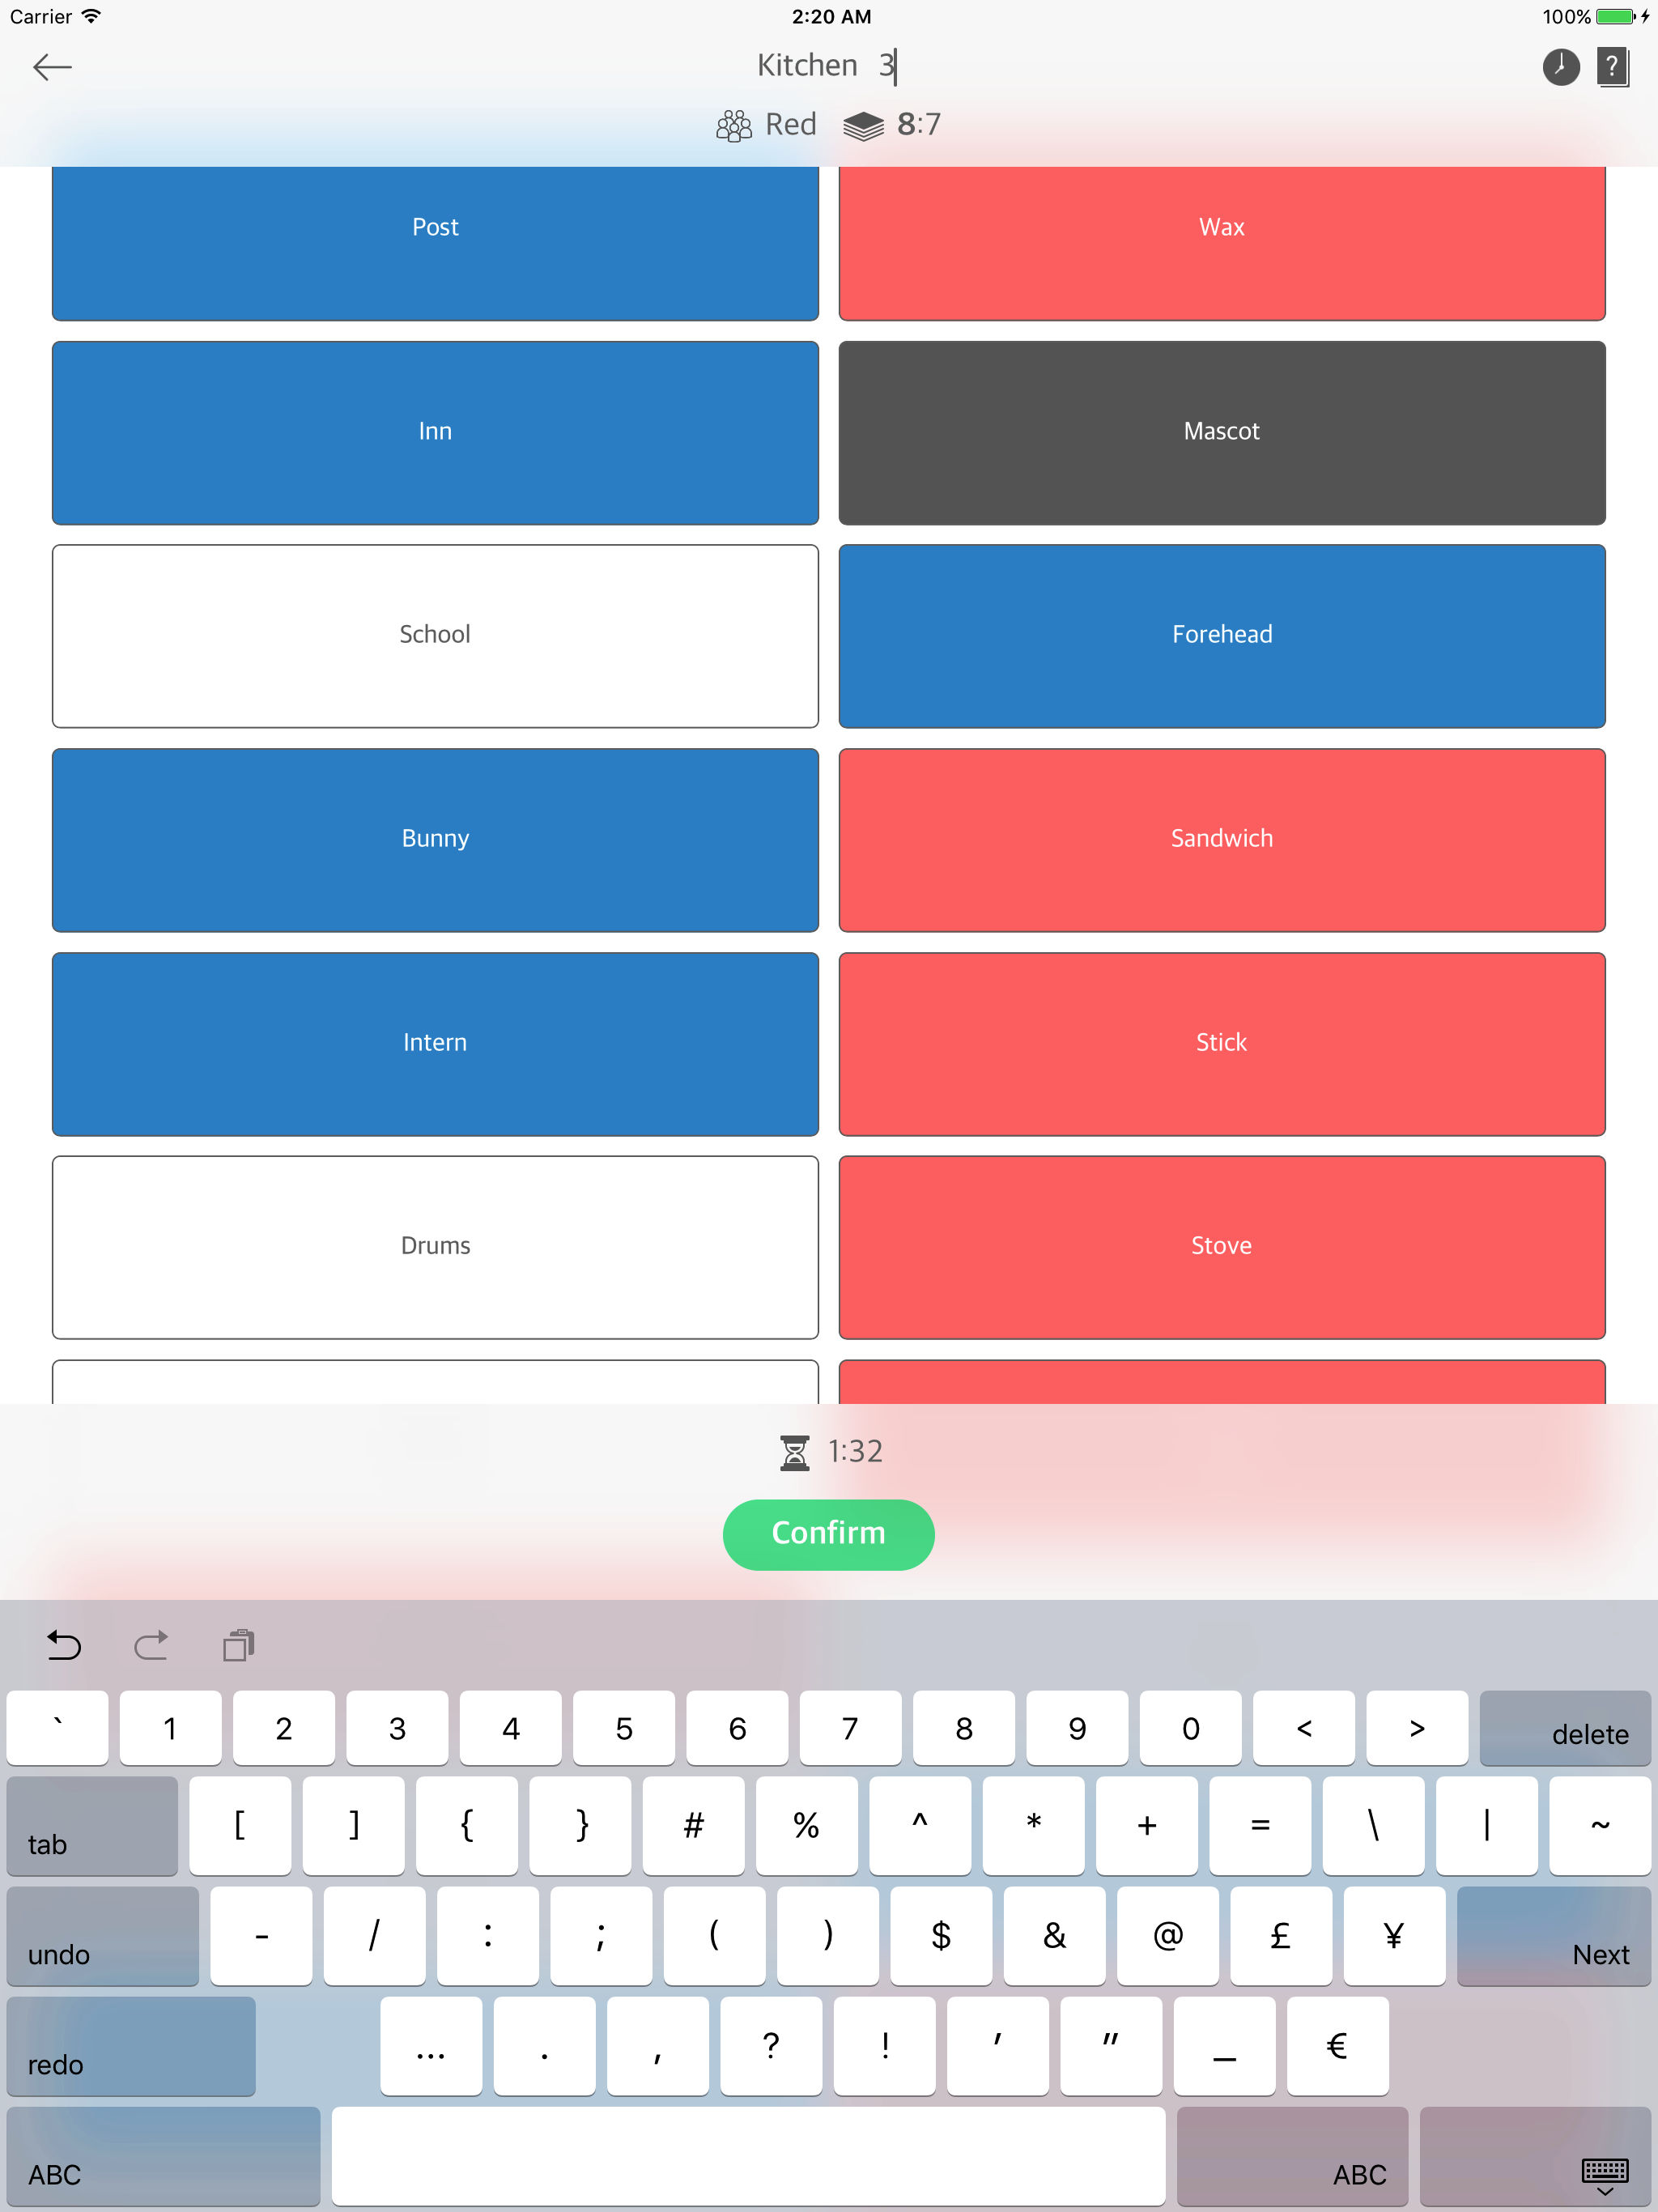 Carrier 2:20 AM 100%
Kitchen 3
?
Red 8:7
Post Wax
Inn Mascot
School Forehead
Bunny Sandwich
Intern Stick
Drums Stove
1:32
Confirm
` 1 2 3 4 5 6 7 8 9 0 < > delete
tab [ ] { } # % ^ * + = \ | ~
undo - / : ; ( ) $ & @ £ ¥ Next
redo … . , ? ! ' " _ €
ABC ABC